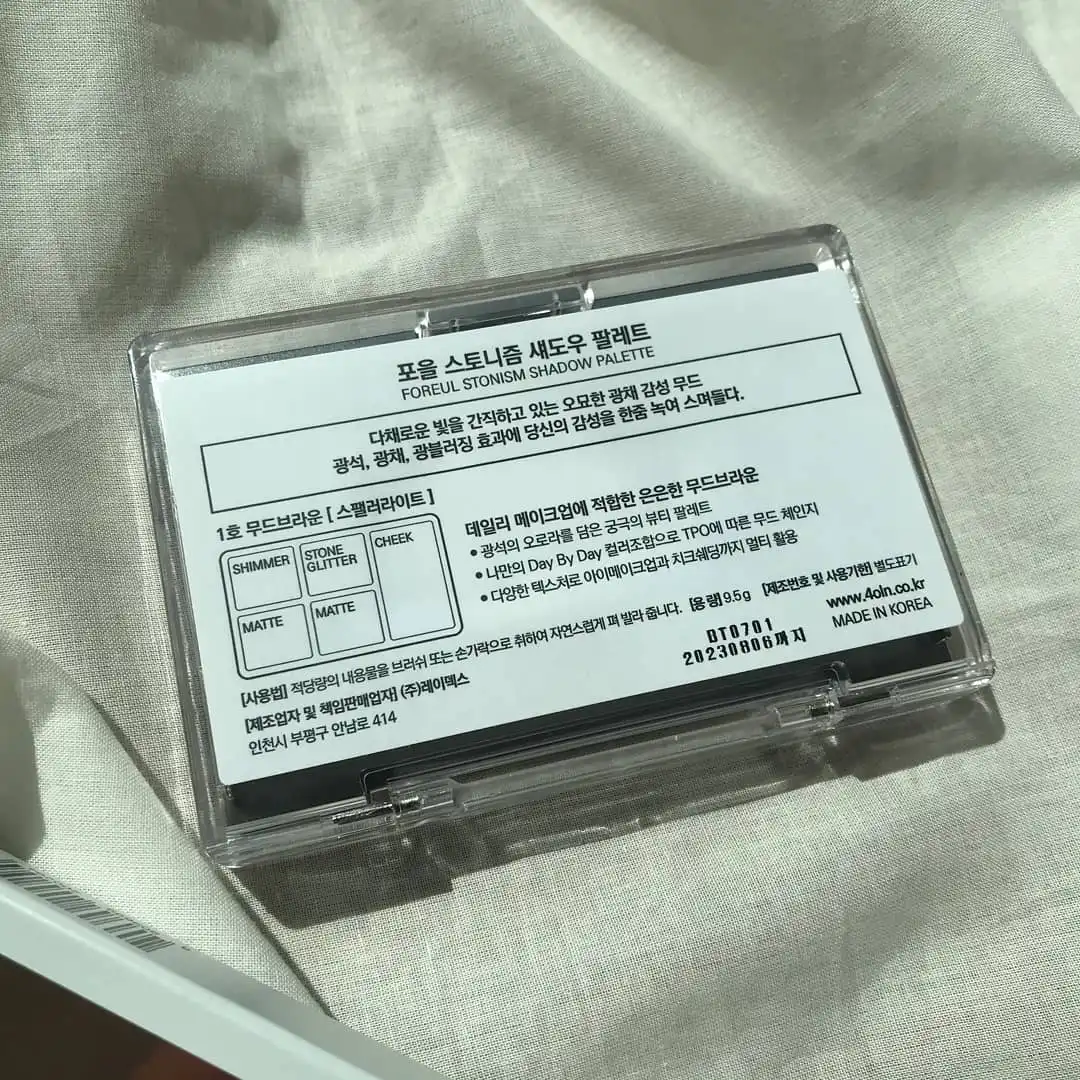 포을 스토니즘 섀도우 팔레트
FOREUL STONISM SHADOW PALETTE
다채로운 빛을 간직하고 있는 오묘한 광채 감성 무드
광석, 광채, 광블러징 효과에 당신의 감성을 한줌 녹여 스며들다.
1호 무드브라운 [ 스펠러라이트 ]
SHIMMER
STONE
GLITTER
CHEEK
MATTE
MATTE
데일리 메이크업에 적합한 은은한 무드브라운
• 광석의 오로라를 담은 궁극의 뷰티 팔레트
• 나만의 Day By Day 컬러조합으로 TPO에 따른 무드 체인지
• 다양한 텍스처로 아이메이크업과 치크쉐딩까지 멀티 활용
[사용법] 적당량의 내용물을 브러쉬 또는 손가락으로 취하여 자연스럽게 펴 발라 줍니다. [용량] 9.5g [제조번호 및 사용기한] 별도표기
[제조업자 및 책임판매업자] (주)레이덱스
인천시 부평구 안남로 414
DT0701
20230806까지
www.4oln.co.kr
MADE IN KOREA